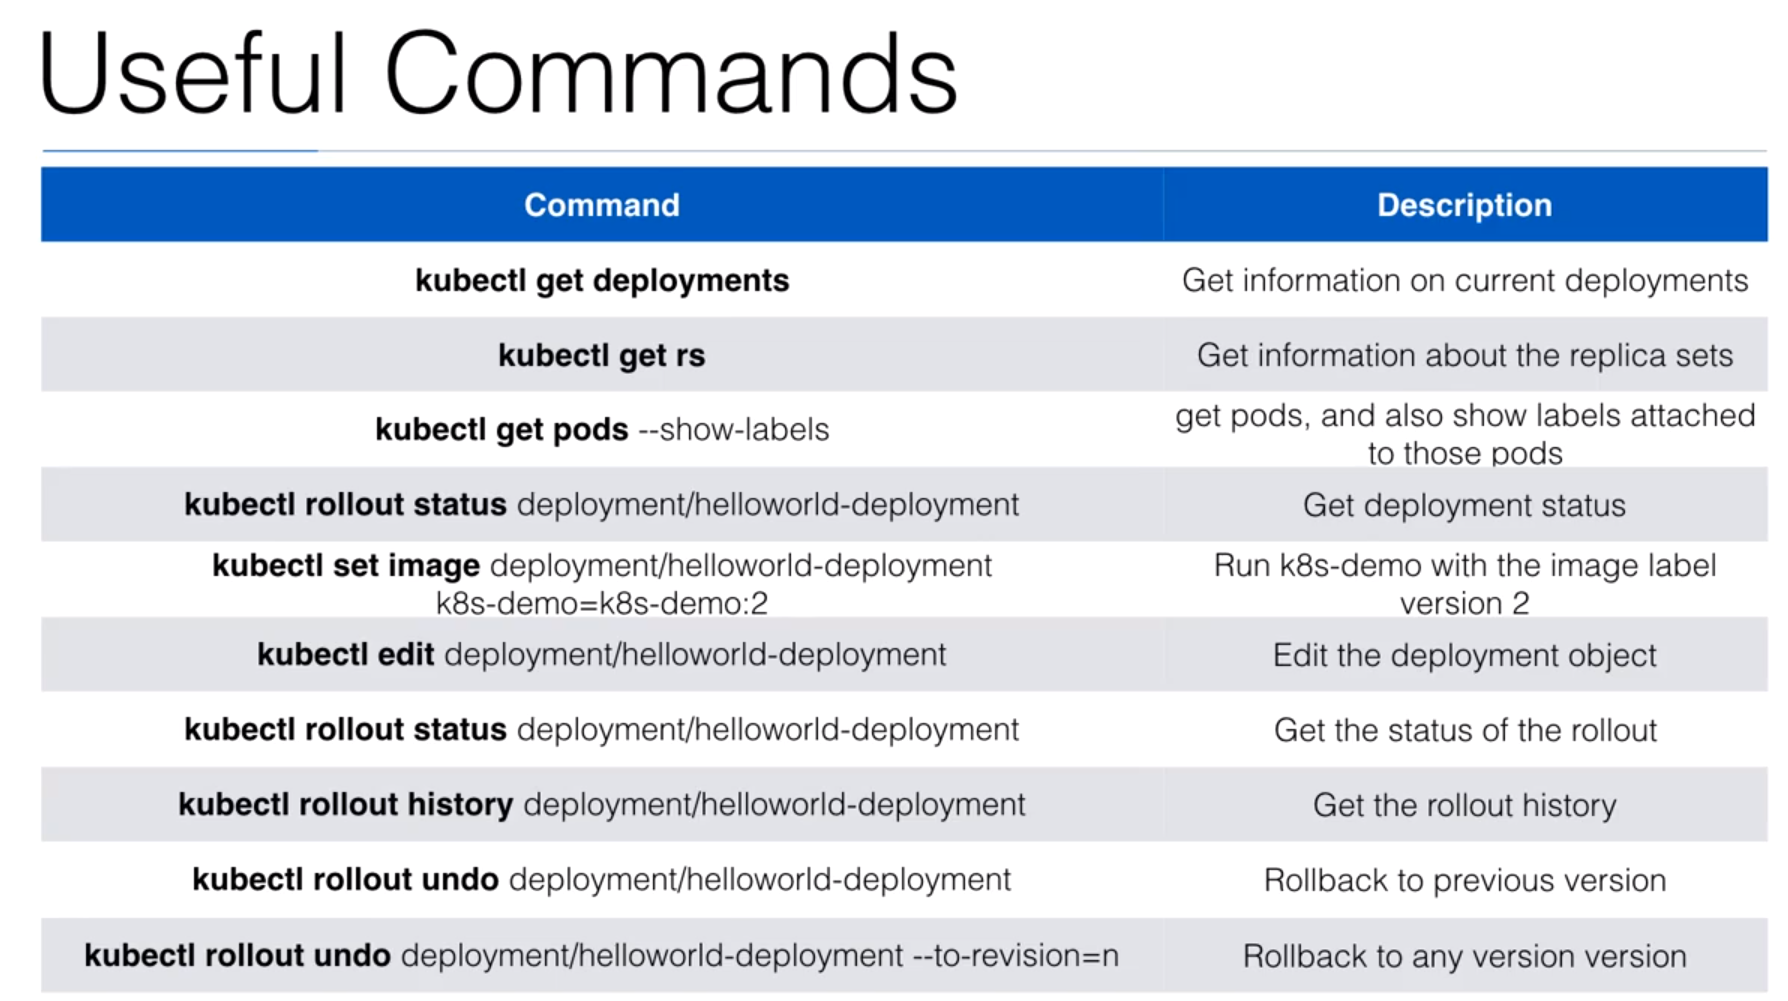 Useful Commands
Command Description
kubectl get deployments Get information on current deployments
kubectl get rs Get information about the replica sets
kubectl get pods --show-labels get pods, and also show labels attached
to those pods
kubectl rollout status deployment/helloworld-deployment Get deployment status
kubectl set image deployment/helloworld-deployment
k8s-demo=k8s-demo:2
Run k8s-demo with the image label
version 2
kubectl edit deployment/helloworld-deployment Edit the deployment object
kubectl rollout status deployment/helloworld-deployment Get the status of the rollout
kubectl rollout history deployment/helloworld-deployment Get the rollout history
kubectl rollout undo deployment/helloworld-deployment Rollback to previous version
kubectl rollout undo deployment/helloworld-deployment --to-revision=n Rollback to any version version